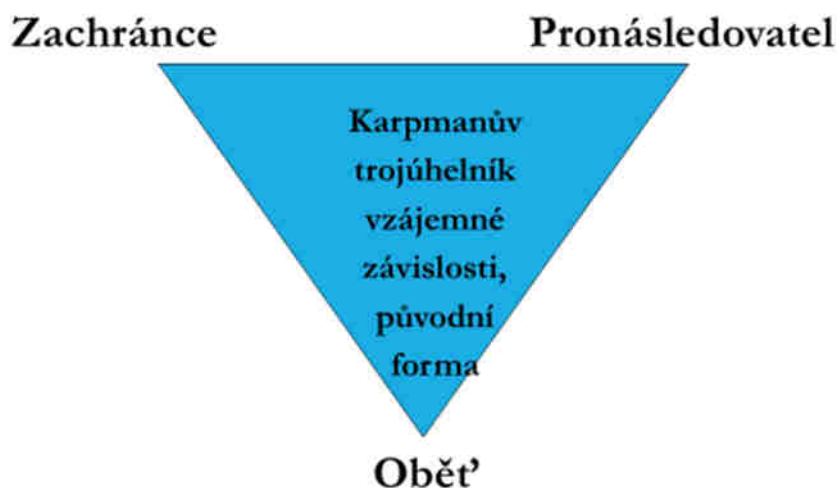 Zachránce Pronásledovatel
Karpmanův
trojúhelník
vzájemné
závislosti,
původní
forma
Oběť